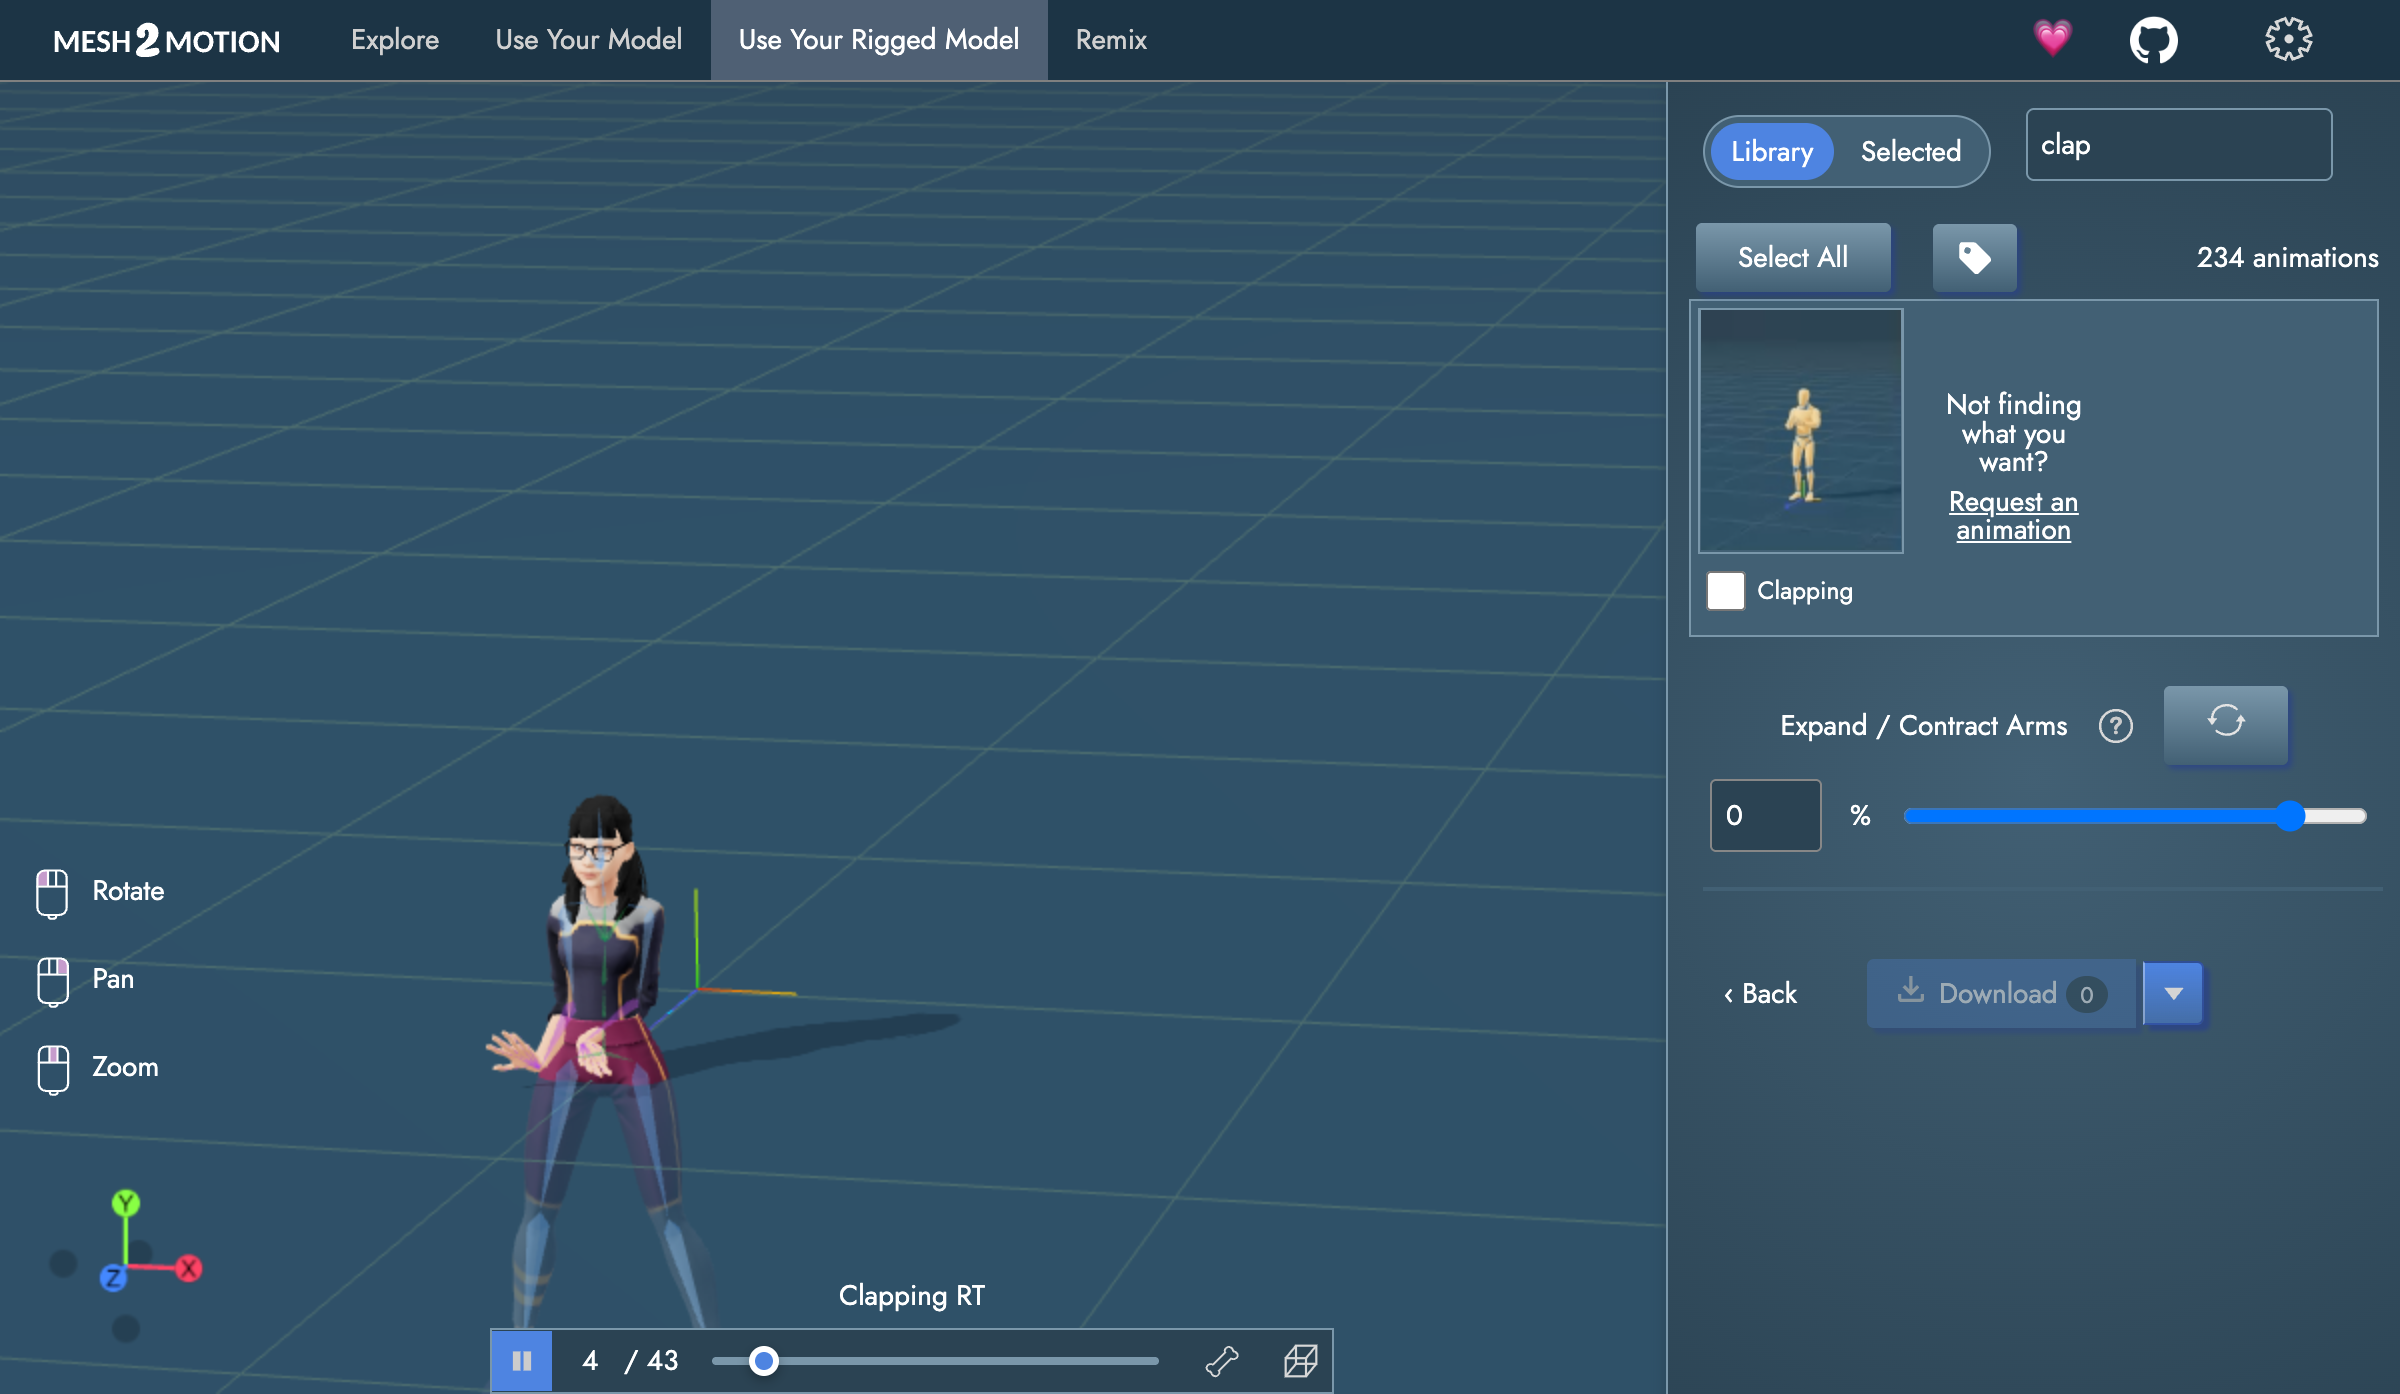 MESH2MOTION
Explore
Use Your Model
Use Your Rigged Model
Remix
Library
Selected
clap
Select All
234 animations
Not finding
what you
want?
Request an
animation
Clapping
Expand / Contract Arms
?
0
%
‹ Back
Download 0
Rotate
Pan
Zoom
Y
Z
X
Clapping RT
4 / 43